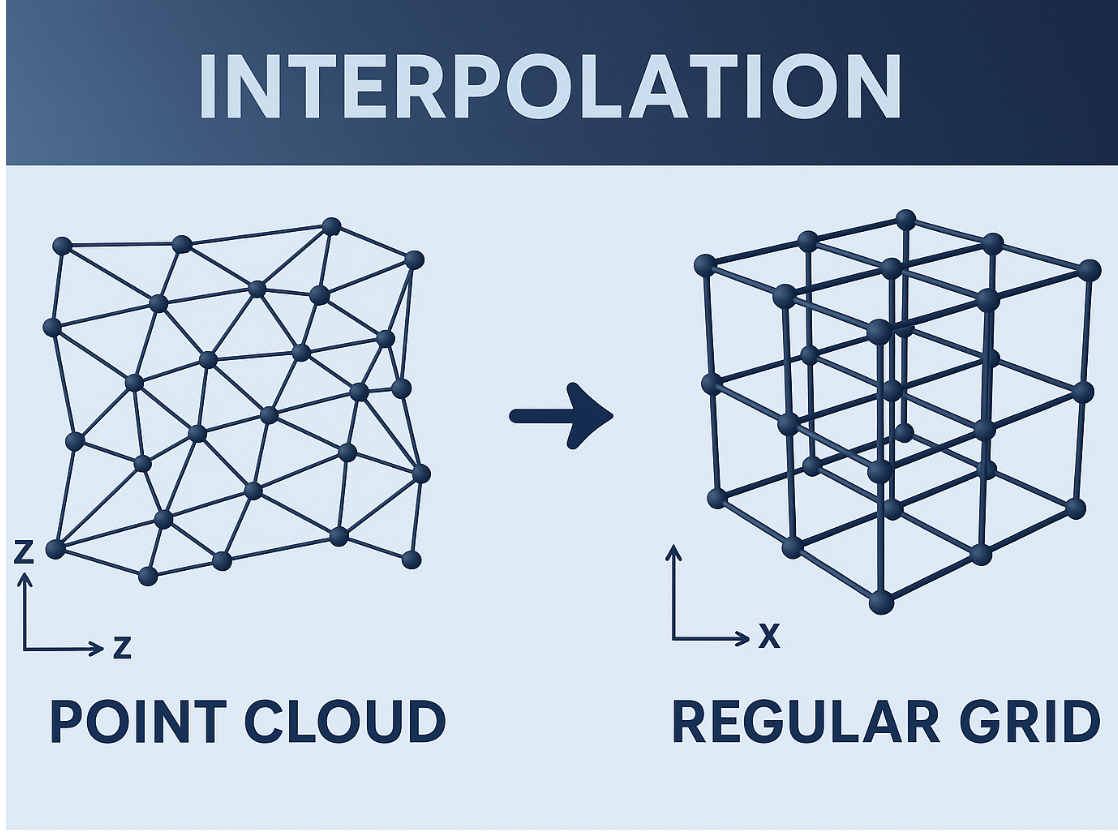 INTERPOLATION
Z
Z
X
POINT CLOUD
REGULAR GRID